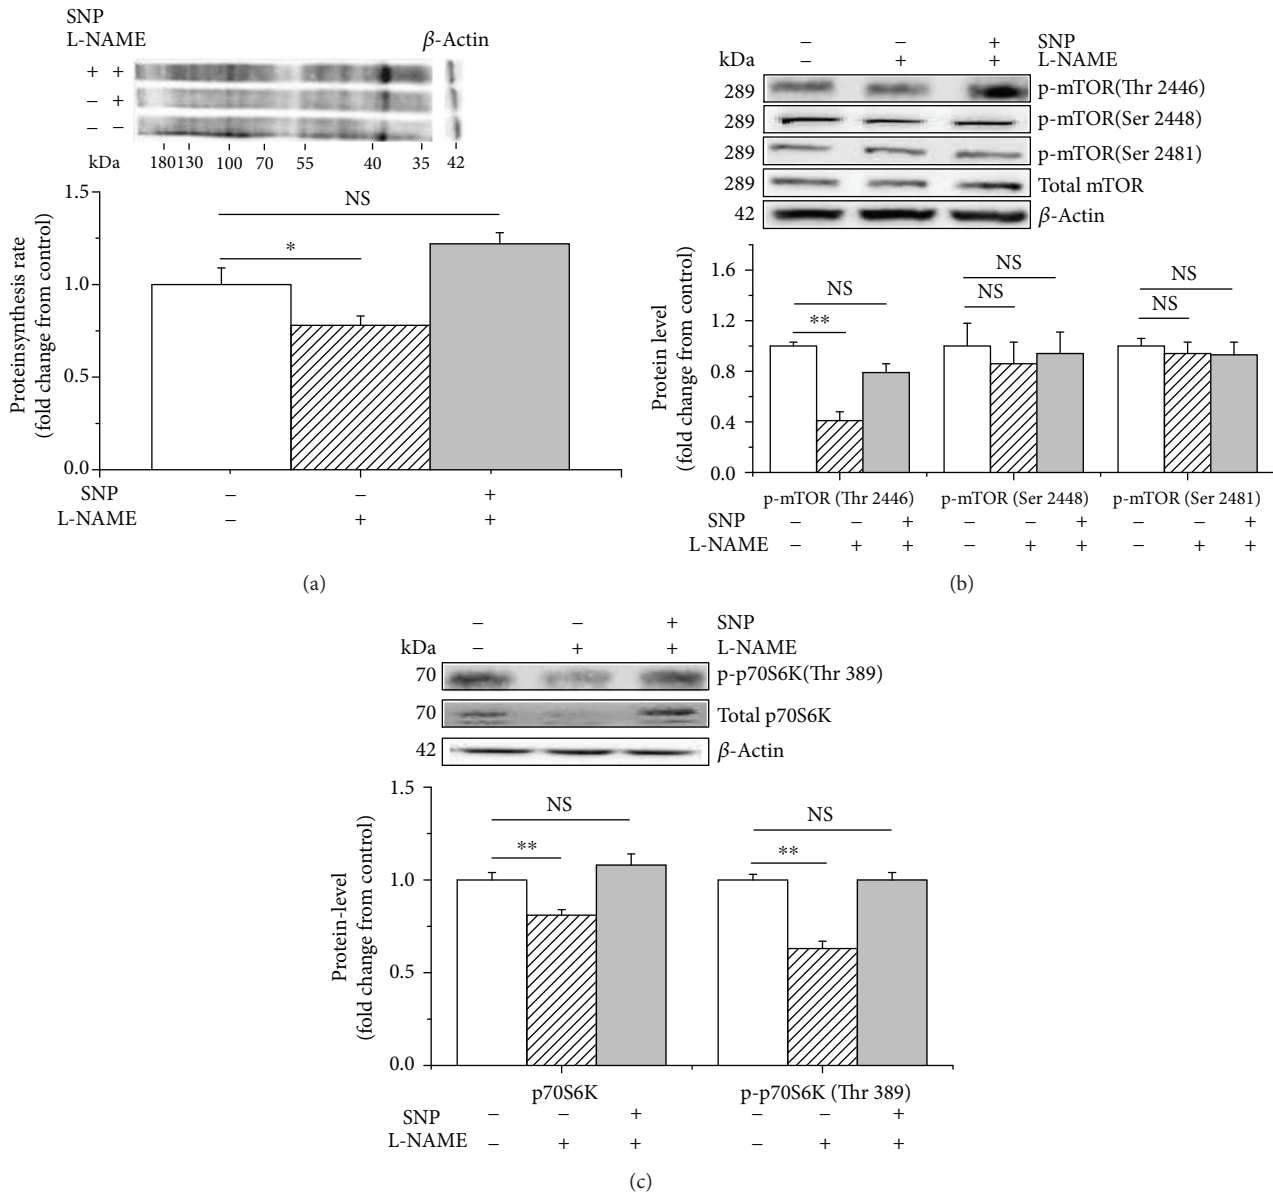 SNP
L-NAME
β-Actin
+ +
– +
– –
kDa 180 130 100 70 55 40 35 42
1.5
1.0
0.5
0.0
Proteinsynthesis rate
(fold change from control)
NS
*
SNP – – +
L-NAME – + +
(a)
– – + SNP
kDa – + + L-NAME
289 p-mTOR(Thr 2446)
289 p-mTOR(Ser 2448)
289 p-mTOR(Ser 2481)
289 Total mTOR
42 β-Actin
1.6
1.2
0.8
0.4
0.0
Protein level
(fold change from control)
NS
**
NS
NS
NS
NS
p-mTOR (Thr 2446) p-mTOR (Ser 2448) p-mTOR (Ser 2481)
SNP – – + – – + – – +
L-NAME – + + – + + – + +
(b)
– – + SNP
kDa – + + L-NAME
70 p-p70S6K(Thr 389)
70 Total p70S6K
42 β-Actin
1.5
1.0
0.5
0.0
Protein-level
(fold change from control)
NS
**
NS
**
p70S6K p-p70S6K (Thr 389)
SNP – – + – – +
L-NAME – + + – + +
(c)